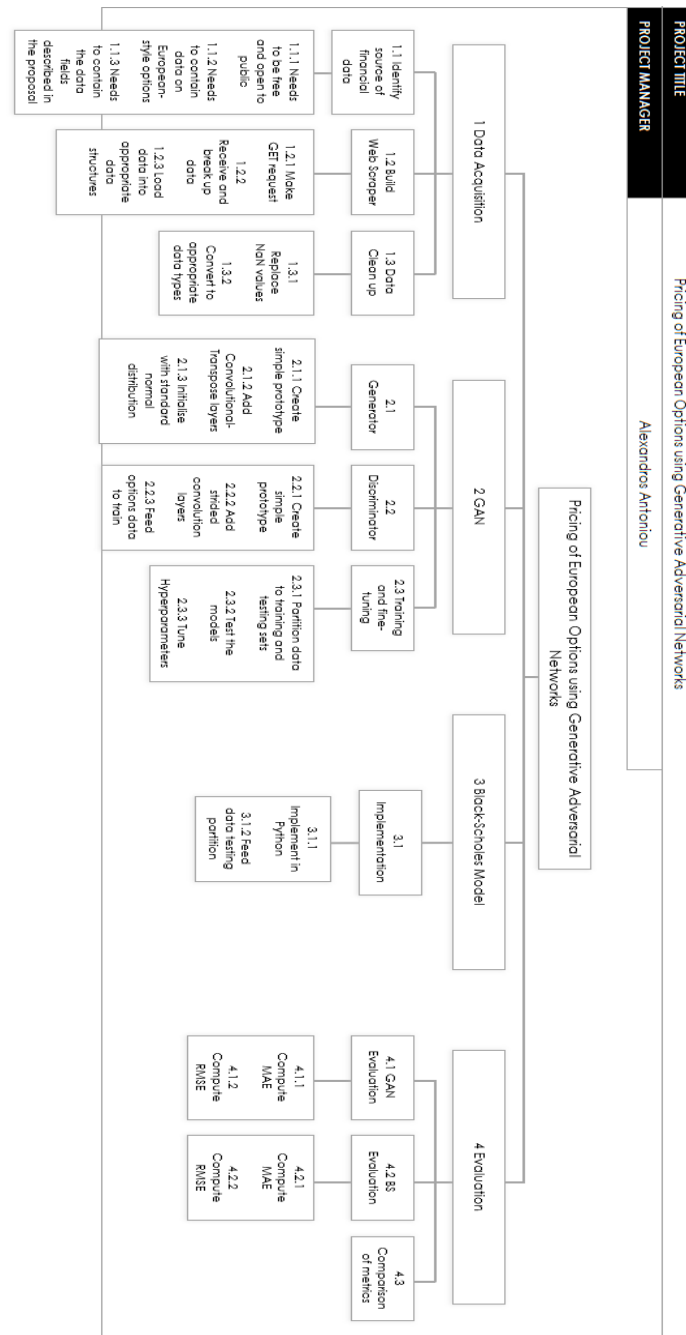 PROJECT TITLE
Pricing of European Options using Generative Adversarial Networks
PROJECT MANAGER
Alexandros Antoniou
Pricing of European Options using Generative Adversarial
Networks
1 Data Acquisition
1.1 Identify
source of
financial
data
1.1.1 Needs
to be free
and open to
public
1.1.2 Needs
to contain
data on
European-
style options
1.1.3 Needs
to contain
the data
fields
described in
the proposal
1.2 Build
Web Scraper
1.2.1 Make
GET request
1.2.2
Receive and
break up
data
1.2.3 Load
data into
appropriate
data
structures
1.3 Data
Clean up
1.3.1
Replace
NaN values
1.3.2
Convert to
appropriate
data types
2 GAN
2.1
Generator
2.1.1 Create
simple prototype
2.1.2 Add
Convolutional-
Transpose layers
2.1.3 Initialise
with standard
normal
distribution
2.2
Discriminator
2.2.1 Create
simple
prototype
2.2.2 Add
strided
convolution
layers
2.2.3 Feed
options data
to train
2.3 Training
and fine-
tuning
2.3.1 Partition data
to training and
testing sets
2.3.2 Test the
models
2.3.3 Tune
Hyperparameters
3 Black-Scholes Model
3.1
Implementation
3.1.1
Implement in
Python
3.1.2 Feed
data testing
partition
4 Evaluation
4.1 GAN
Evaluation
4.1.1
Compute
MAE
4.1.2
Compute
RMSE
4.2 BS
Evaluation
4.2.1
Compute
MAE
4.2.2
Compute
RMSE
4.3
Comparison
of metrics